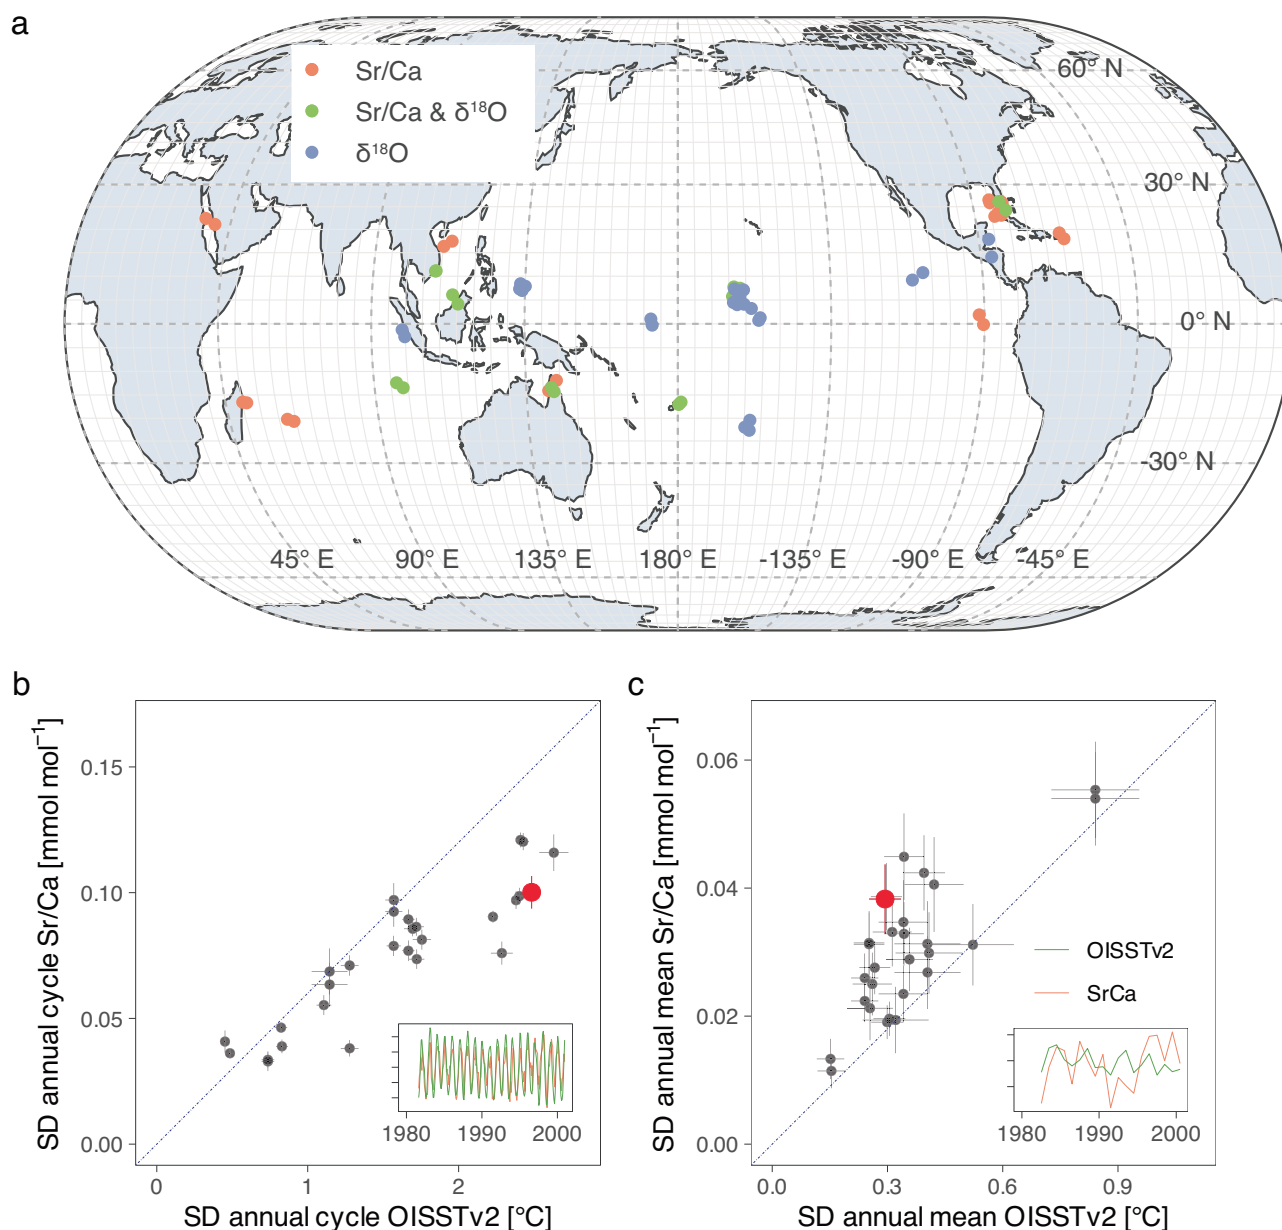 a
Sr/Ca
Sr/Ca & δ¹⁸O
δ¹⁸O
60° N
30° N
0° N
-30° N
45° E 90° E 135° E 180° E -135° E -90° E -45° E
b
SD annual cycle Sr/Ca [mmol mol⁻¹]
0.15
0.10
0.05
0.00
1980 1990 2000
0 1 2
SD annual cycle OISSTv2 [°C]
c
SD annual mean Sr/Ca [mmol mol⁻¹]
0.06
0.04
0.02
0.00
OISSTv2
SrCa
1980 1990 2000
0.0 0.3 0.6 0.9
SD annual mean OISSTv2 [°C]